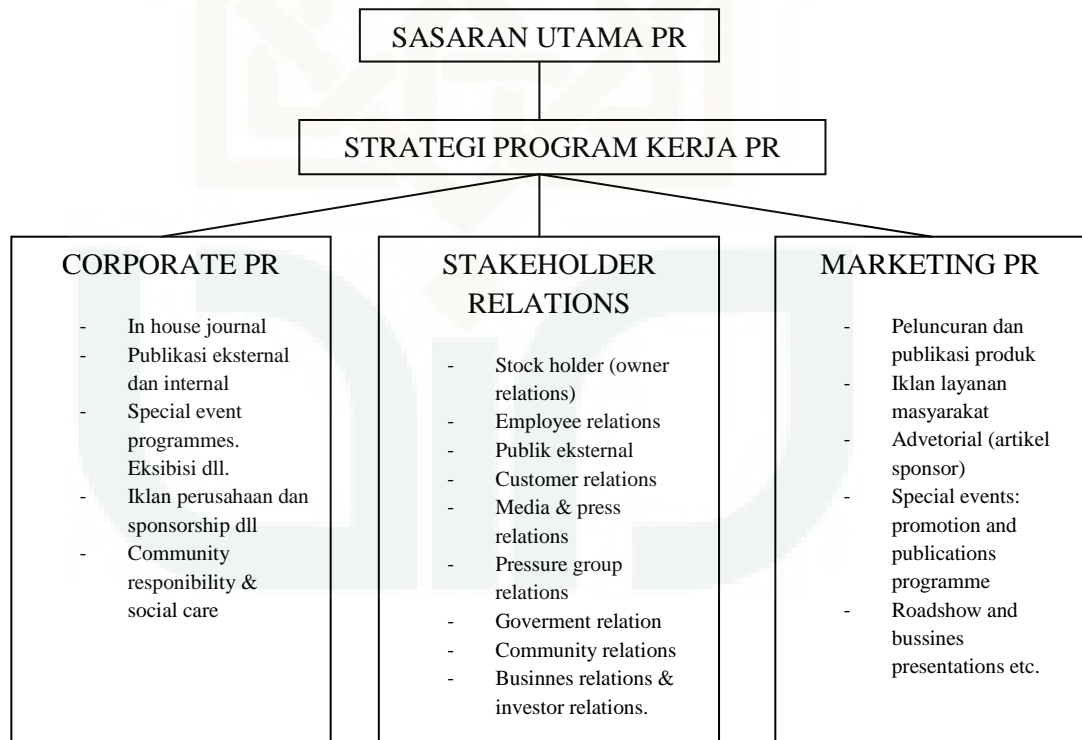 SASARAN UTAMA PR
STRATEGI PROGRAM KERJA PR
CORPORATE PR
- In house journal
- Publikasi eksternal
dan internal
- Special event
programmes.
Eksibisi dll.
- Iklan perusahaan dan
sponsorship dll
- Community
responibility &
social care
STAKEHOLDER
RELATIONS
- Stock holder (owner
relations)
- Employee relations
- Publik eksternal
- Customer relations
- Media & press
relations
- Pressure group
relations
- Goverment relation
- Community relations
- Businnes relations &
investor relations.
MARKETING PR
- Peluncuran dan
publikasi produk
- Iklan layanan
masyarakat
- Advetorial (artikel
sponsor)
- Special events:
promotion and
publications
programme
- Roadshow and
bussines
presentations etc.